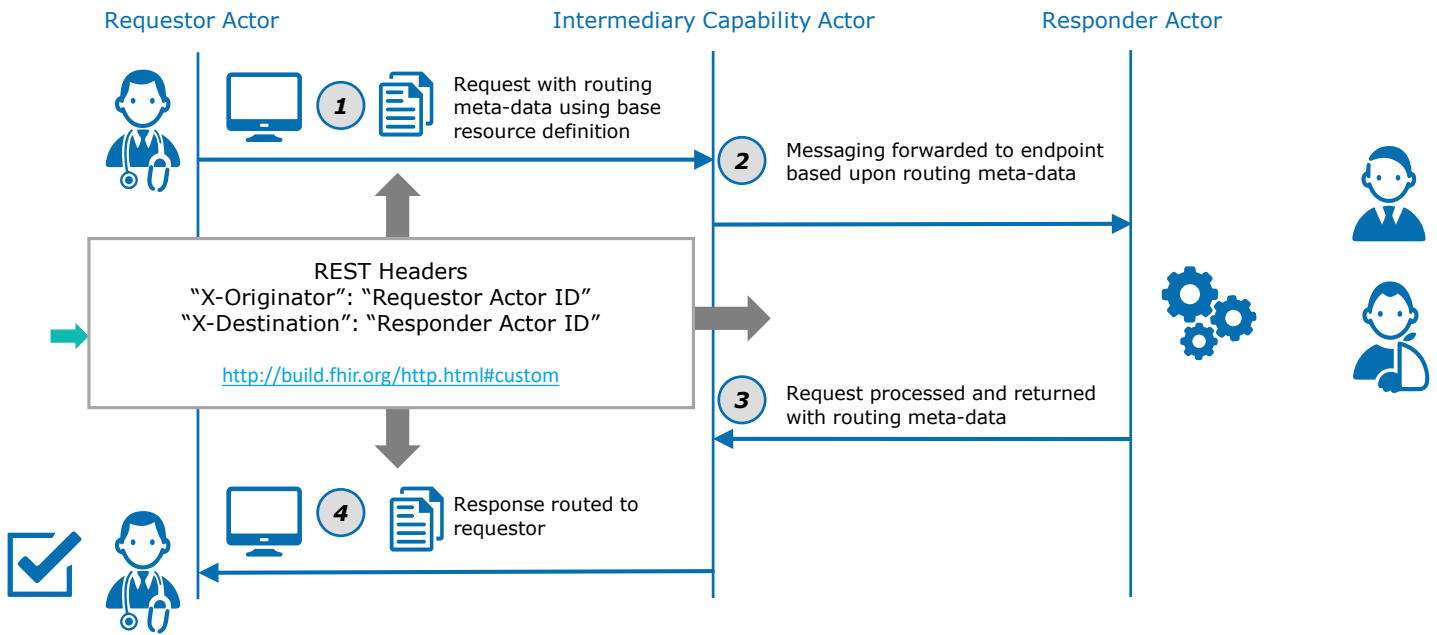 Requestor Actor
Intermediary Capability Actor
Responder Actor
1
Request with routing
meta-data using base
resource definition
2
Messaging forwarded to endpoint
based upon routing meta-data
REST Headers
“X-Originator”: “Requestor Actor ID”
“X-Destination”: “Responder Actor ID”
http://build.fhir.org/http.html#custom
3
Request processed and returned
with routing meta-data
4
Response routed to
requestor